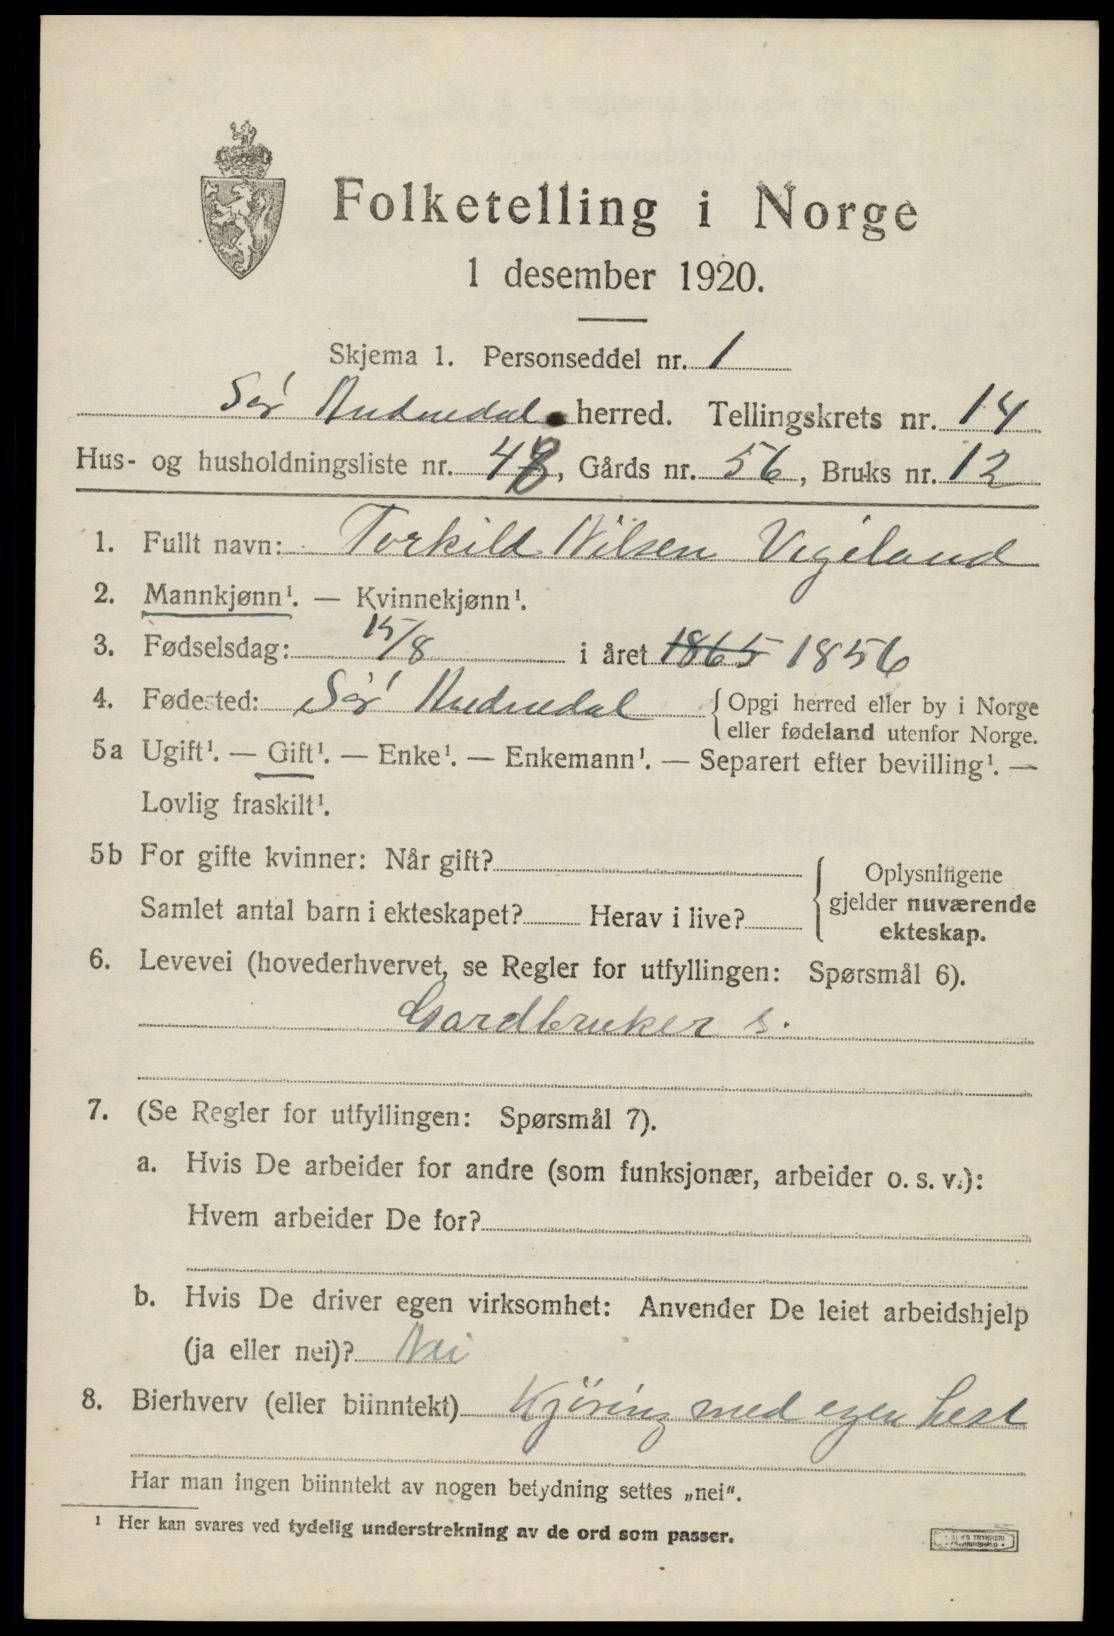 Folketelling i Norge
1 desember 1920.
Skjema 1. Personseddel nr. 1
Sör Audnedal herred. Tellingskrets nr. 14
Hus- og husholdningsliste nr. 48, Gårds nr. 56, Bruks nr. 12
1. Fullt navn: Torkild Nilsen Vigeland
2. Mannkjønn¹. — Kvinnekjønn¹.
3. Fødselsdag: 15/8 i året 1865 1856
4. Fødested: Sör Audnedal {Opgi herred eller by i Norge
eller fødeland utenfor Norge.
5a Ugift¹. — Gift¹. — Enke¹. — Enkemann¹. — Separert efter bevilling¹. —
Lovlig fraskilt¹.
5b For gifte kvinner: Når gift?
Samlet antal barn i ekteskapet? Herav i live?
Oplysningene
gjelder nuværende
ekteskap.
6. Levevei (hovederhvervet, se Regler for utfyllingen: Spørsmål 6).
Gardbruker s.
7. (Se Regler for utfyllingen: Spørsmål 7).
a. Hvis De arbeider for andre (som funksjonær, arbeider o. s. v.):
Hvem arbeider De for?
b. Hvis De driver egen virksomhet: Anvender De leiet arbeidshjelp
(ja eller nei)? Nei
8. Bierhverv (eller biinntekt) Kjöring med egen hest
Har man ingen biinntekt av nogen betydning settes „nei".
¹ Her kan svares ved tydelig understrekning av de ord som passer.